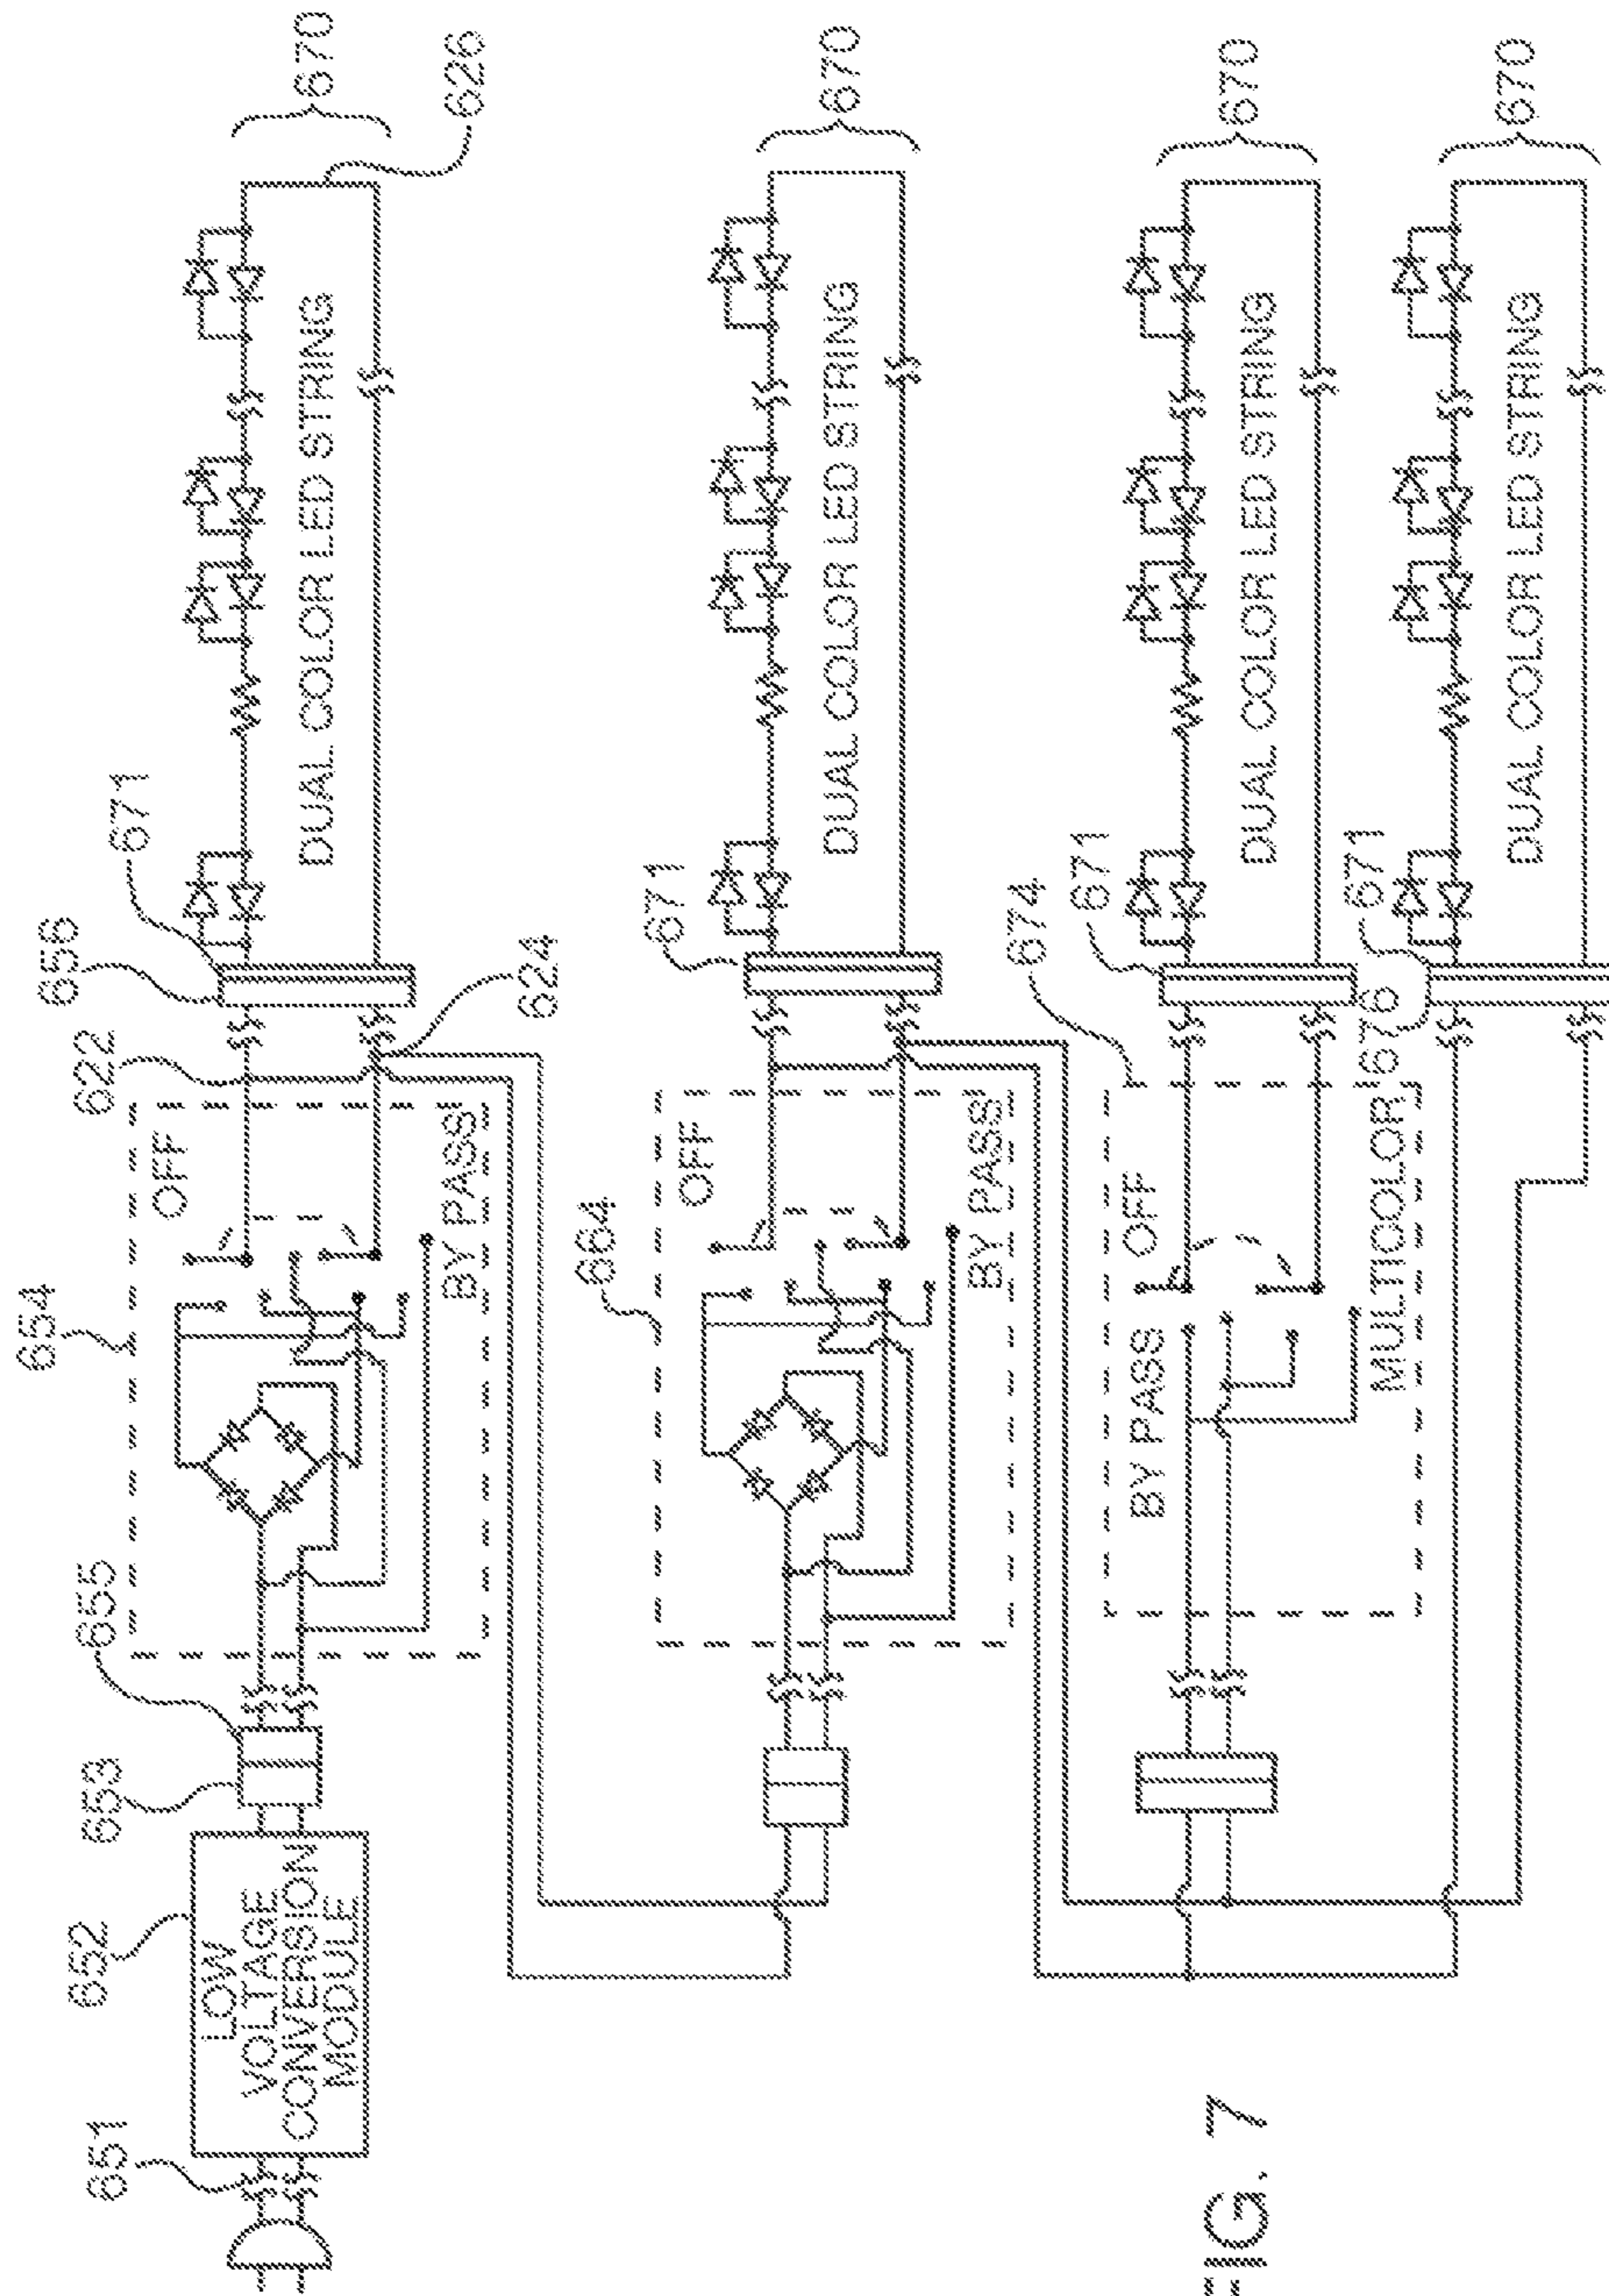 651
652
LOW
VOLTAGE
CONVERSION
MODULE
653
655
654
OFF
BY PASS
622
624
656
671
DUAL COLOR LED STRING
626
670
664
OFF
BY PASS
671
DUAL COLOR LED STRING
670
BY PASS
OFF
MULTICOLOR
674
671
DUAL COLOR LED STRING
670
676
671
DUAL COLOR LED STRING
670
FIG. 7